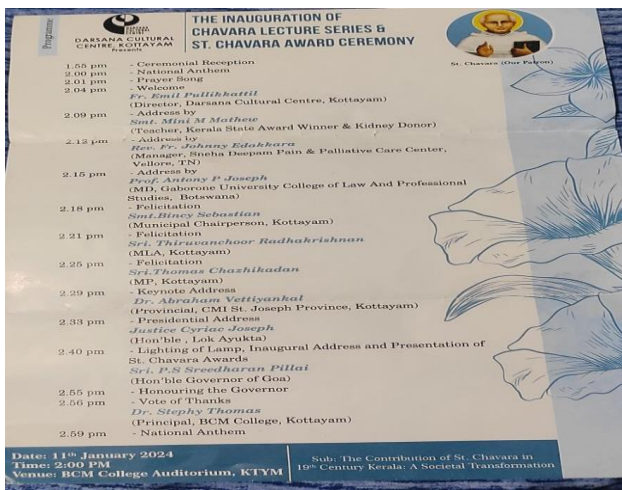 Programme
DARSANA CULTURAL
CENTRE, KOTTAYAM
Presents
THE INAUGURATION OF
CHAVARA LECTURE SERIES &
ST. CHAVARA AWARD CEREMONY
St. Chavara (Our Patron)
1.55 pm - Ceremonial Reception
2.00 pm - National Anthem
2.01 pm - Prayer Song
2.04 pm - Welcome
Fr. Emil Pullikkattil
(Director, Darsana Cultural Centre, Kottayam)
2.09 pm - Address by
Smt. Mini M Mathew
(Teacher, Kerala State Award Winner & Kidney Donor)
2.12 pm - Address by
Rev. Fr. Johnny Edakkara
(Manager, Sneha Deepam Pain & Palliative Care Center,
Vellore, TN)
2.15 pm - Address by
Prof. Antony P Joseph
(MD, Gaborone University College of Law And Professional
Studies, Botswana)
2.18 pm - Felicitation
Smt.Bincy Sebastian
(Municipal Chairperson, Kottayam)
2 21 pm - Felicitation
Sri. Thiruvanchoor Radhakrishnan
(MLA, Kottayam)
2.25 pm - Felicitation
Sri.Thomas Chazhikadan
(MP, Kottayam)
2.29 pm - Keynote Address
Dr. Abraham Vettiyankal
(Provincial, CMI St. Joseph Province, Kottayam)
2.33 pm - Presidential Address
Justice Cyriac Joseph
(Hon'ble , Lok Ayukta)
2.40 pm - Lighting of Lamp, Inaugural Address and Presentation of
St. Chavara Awards
Sri. P.S Sreedharan Pillai
(Hon'ble Governor of Goa)
2.55 pm - Honouring the Governor
2.56 pm - Vote of Thanks
Dr. Stephy Thomas
(Principal, BCM College, Kottayam)
2.59 pm - National Anthem
Date: 11th January 2024
Time: 2:00 PM
Venue: BCM College Auditorium, KTYM
Sub: The Contribution of St. Chavara in
19th Century Kerala: A Societal Transformation